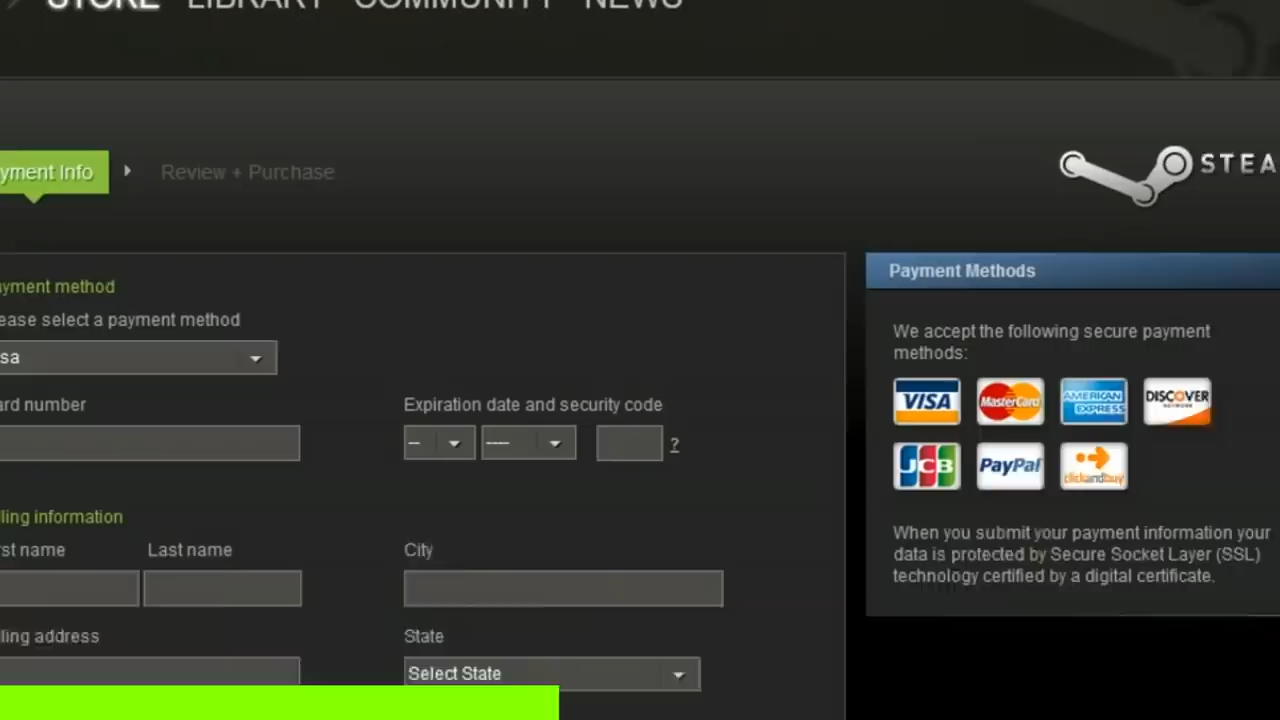 STORE LIBRARY COMMUNITY NEWS
yment Info
Review + Purchase
STEA
yment method
ease select a payment method
sa
ard number
Expiration date and security code
?
lling information
rst name
Last name
City
lling address
State
Select State
Payment Methods
We accept the following secure payment
methods:
VISA
MasterCard
AMERICAN
EXPRESS
DISCOVER
NETWORK
JCB
PayPal
clickandbuy
When you submit your payment information your
data is protected by Secure Socket Layer (SSL)
technology certified by a digital certificate.